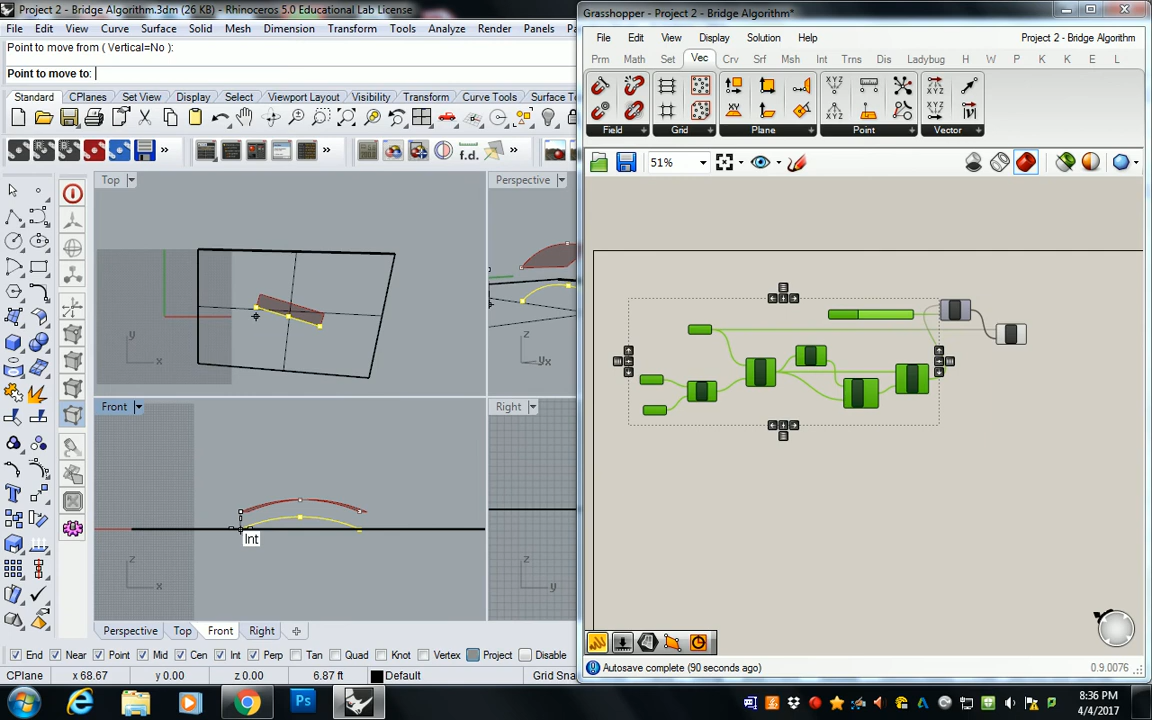 Project 2 - Bridge Algorithm.3dm (26 KB) - Rhinoceros 5.0 Educational Lab License
File Edit View Curve Surface Solid Mesh Dimension Transform Tools Analyze Render Panels
Point to move from ( Vertical=No ):
Point to move to:
Standard CPlanes Set View Display Select Viewport Layout Visibility Transform Curve Tools Surface To
f.d.
Top
y
x
Perspective
z
yx
Front
z
x
Int
Right
z
y
Perspective Top Front Right
End Near Point Mid Cen Int Perp Tan Quad Knot Vertex Project Disable
CPlane x 68.67 y 0.00 z 0.00 6.87 ft Default Grid Sna
Grasshopper - Project 2 - Bridge Algorithm*
File Edit View Display Solution Help Project 2 - Bridge Algorithm
Prm Math Set Vec Crv Srf Msh Int Trns Dis Ladybug H W P K K E L
Field Grid Plane Point Vector
51%
Autosave complete (90 seconds ago)
0.9.0076
Ps
8:36 PM
4/4/2017